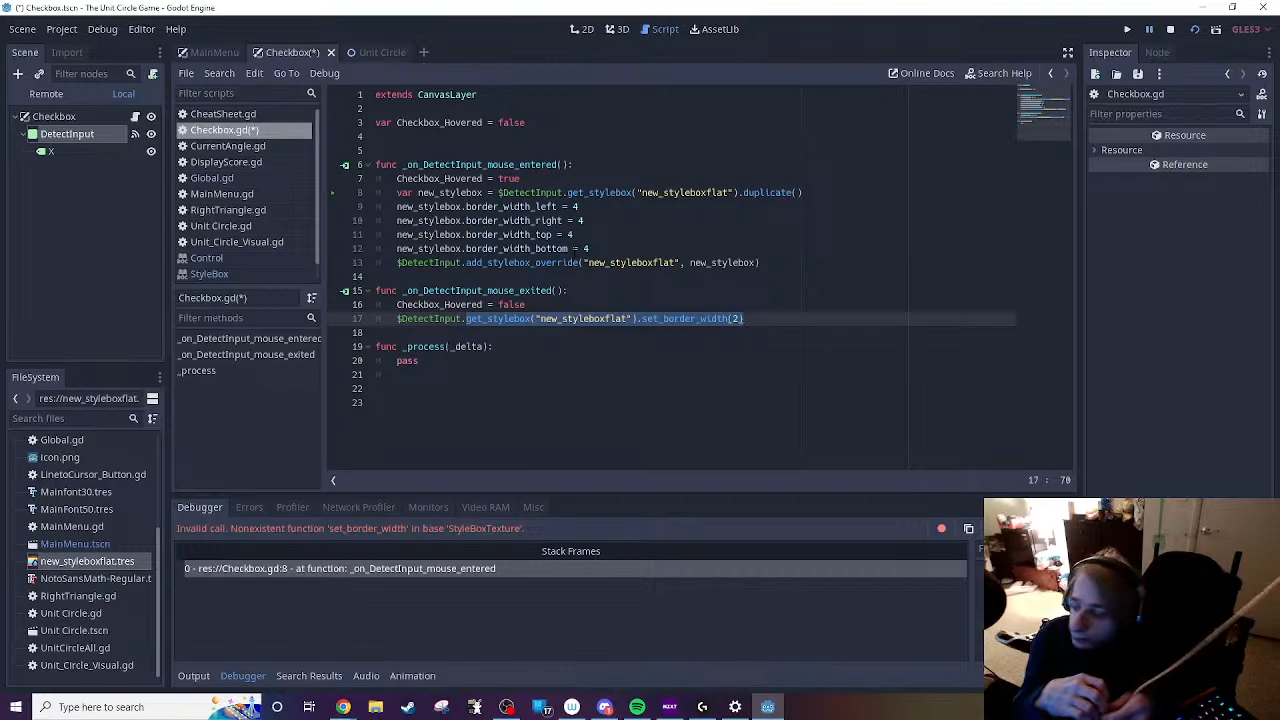 (*) Checkbox.tscn - The Unit Circle Game - Godot Engine
Scene Project Debug Editor Help
2D 3D Script AssetLib
GLES3
Scene Import
MainMenu Checkbox(*) Unit Circle
Inspector Node
Filter nodes
File Search Edit Go To Debug
Online Docs Search Help
Remote Local
Filter scripts
Checkbox.gd
Checkbox
DetectInput
X
CheatSheet.gd
Checkbox.gd(*)
CurrentAngle.gd
DisplayScore.gd
Global.gd
MainMenu.gd
RightTriangle.gd
Unit Circle.gd
Unit_Circle_Visual.gd
Control
StyleBox
Checkbox.gd(*)
Filter methods
_on_DetectInput_mouse_entered
_on_DetectInput_mouse_exited
_process
1 extends CanvasLayer
2
3 var Checkbox_Hovered = false
4
5
6 func _on_DetectInput_mouse_entered():
7 Checkbox_Hovered = true
8 var new_stylebox = $DetectInput.get_stylebox("new_styleboxflat").duplicate()
9 new_stylebox.border_width_left = 4
10 new_stylebox.border_width_right = 4
11 new_stylebox.border_width_top = 4
12 new_stylebox.border_width_bottom = 4
13 $DetectInput.add_stylebox_override("new_styleboxflat", new_stylebox)
14
15 func _on_DetectInput_mouse_exited():
16 Checkbox_Hovered = false
17 $DetectInput.get_stylebox("new_styleboxflat").set_border_width(2)
18
19 func _process(_delta):
20 pass
21
22
23
17 : 70
Filter properties
Resource
Resource
Reference
FileSystem
res://new_styleboxflat.
Search files
Global.gd
Icon.png
LinetoCursor_Button.gd
Mainfont30.tres
Mainfont50.tres
MainMenu.gd
MainMenu.tscn
new_styleboxflat.tres
NotoSansMath-Regular.t
RightTriangle.gd
Unit Circle.gd
Unit Circle.tscn
UnitCircleAll.gd
Unit_Circle_Visual.gd
Debugger Errors Profiler Network Profiler Monitors Video RAM Misc
Invalid call. Nonexistent function 'set_border_width' in base 'StyleBoxTexture'.
Stack Frames
0 - res://Checkbox.gd:8 - at function: _on_DetectInput_mouse_entered
Output Debugger Search Results Audio Animation
Type here to search